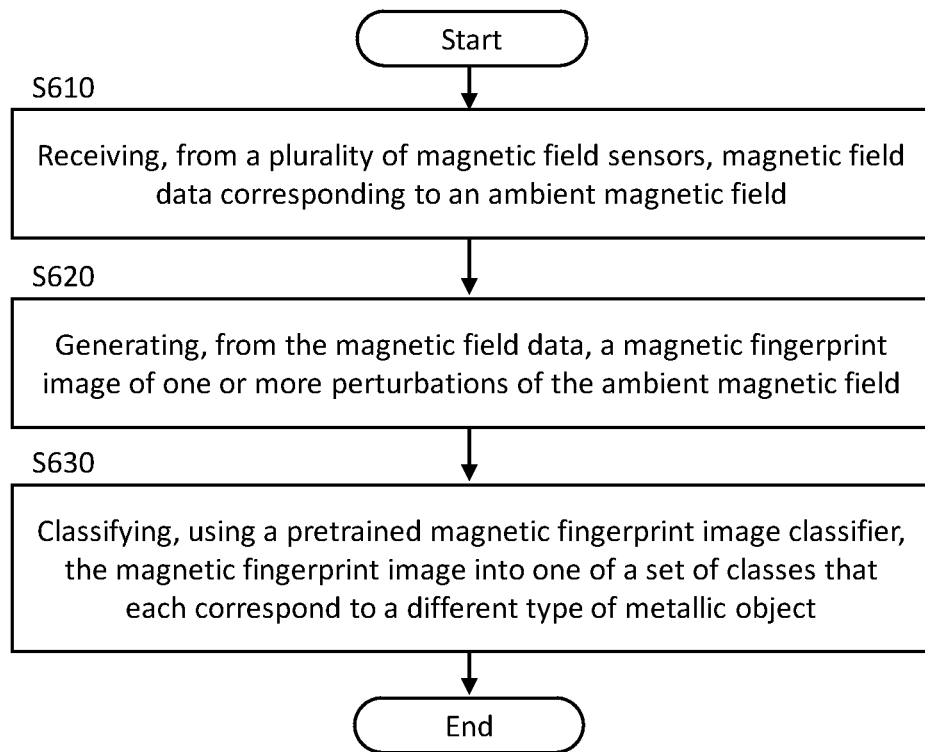 Start
S610
Receiving, from a plurality of magnetic field sensors, magnetic field
data corresponding to an ambient magnetic field
S620
Generating, from the magnetic field data, a magnetic fingerprint
image of one or more perturbations of the ambient magnetic field
S630
Classifying, using a pretrained magnetic fingerprint image classifier,
the magnetic fingerprint image into one of a set of classes that
each correspond to a different type of metallic object
End